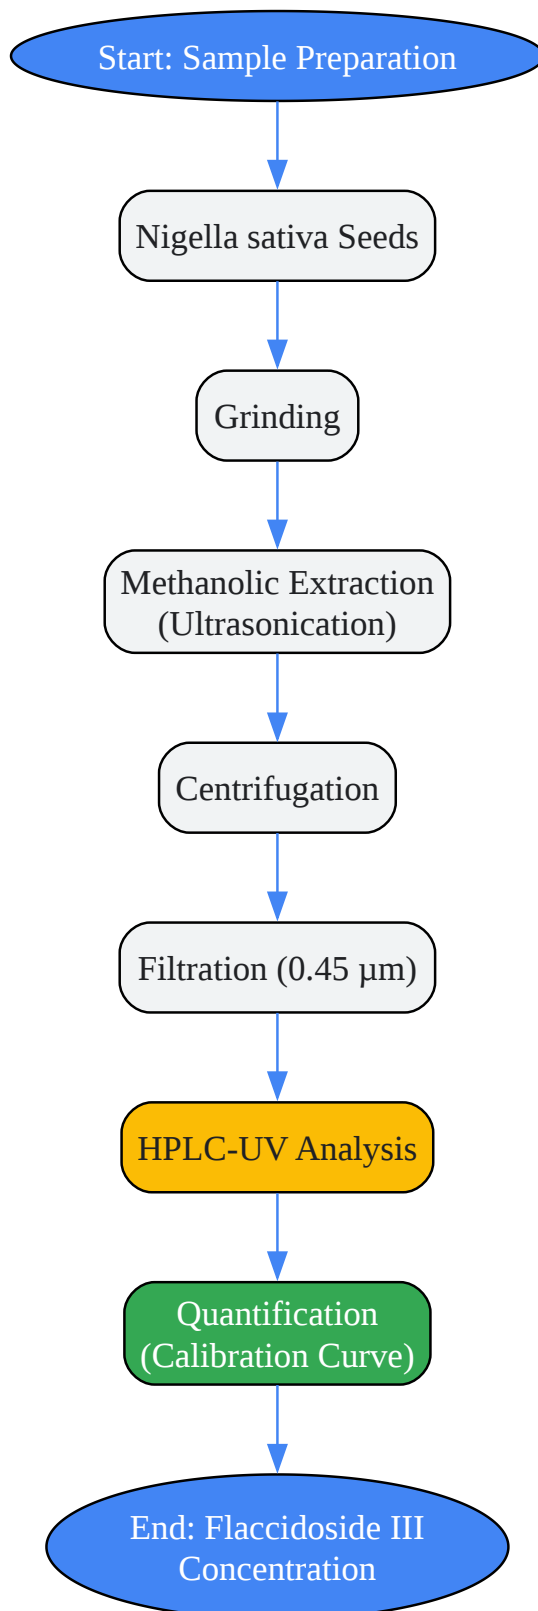 Start: Sample Preparation
Nigella sativa Seeds
Grinding
Methanolic Extraction
(Ultrasonication)
Centrifugation
Filtration (0.45 µm)
HPLC-UV Analysis
Quantification
(Calibration Curve)
End: Flaccidoside III
Concentration